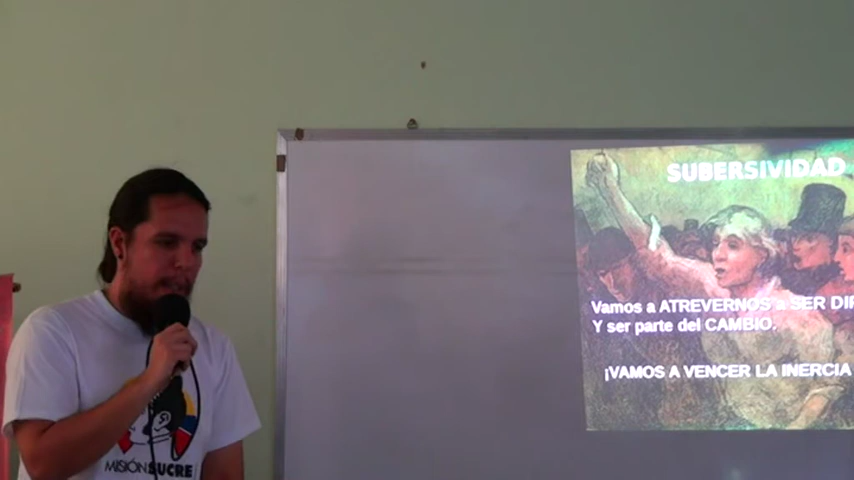 SUBERSIVIDAD
Vamos a ATREVERNOS a SER
Y ser parte del CAMBIO.
¡VAMOS A VENCER LA INERCIA
MISIÓN SUCRE